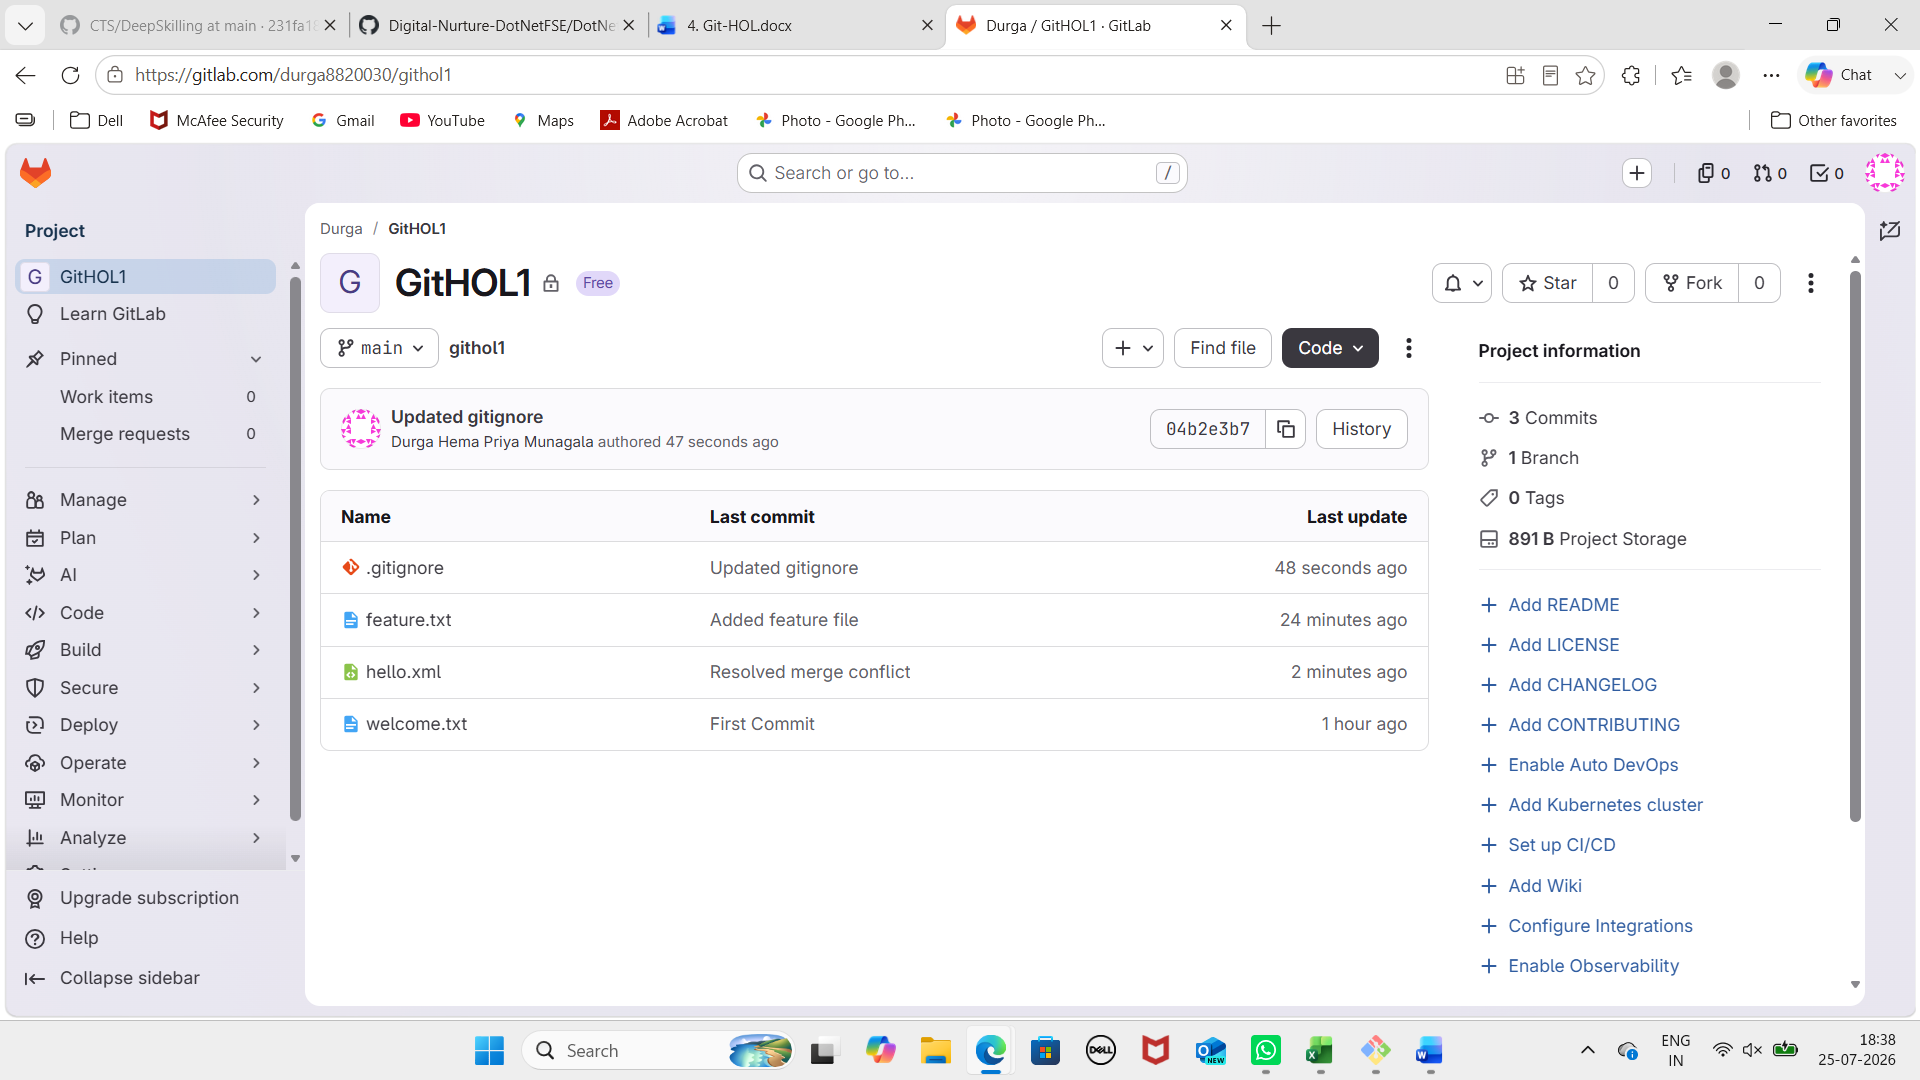 CTS/DeepSkilling at main · 231fa18
Digital-Nurture-DotNetFSE/DotNe
4. Git-HOL.docx
Durga / GitHOL1 · GitLab
https://gitlab.com/durga8820030/githol1
Chat
Dell
McAfee Security
Gmail
YouTube
Maps
Adobe Acrobat
Photo - Google Ph...
Photo - Google Ph...
Other favorites
Search or go to...
/
0
0
0
Project
G GitHOL1
Learn GitLab
Pinned
Work items 0
Merge requests 0
Manage
Plan
AI
Code
Build
Secure
Deploy
Operate
Monitor
Analyze
Upgrade subscription
Help
Collapse sidebar
Durga / GitHOL1
G
GitHOL1
Free
Star 0
Fork 0
main
githol1
Find file
Code
Updated gitignore
Durga Hema Priya Munagala authored 47 seconds ago
04b2e3b7
History
Name Last commit Last update
.gitignore Updated gitignore 48 seconds ago
feature.txt Added feature file 24 minutes ago
hello.xml Resolved merge conflict 2 minutes ago
welcome.txt First Commit 1 hour ago
Project information
3 Commits
1 Branch
0 Tags
891 B Project Storage
Add README
Add LICENSE
Add CHANGELOG
Add CONTRIBUTING
Enable Auto DevOps
Add Kubernetes cluster
Set up CI/CD
Add Wiki
Configure Integrations
Enable Observability
Search
DELL
NEW
ENG
IN
18:38
25-07-2026